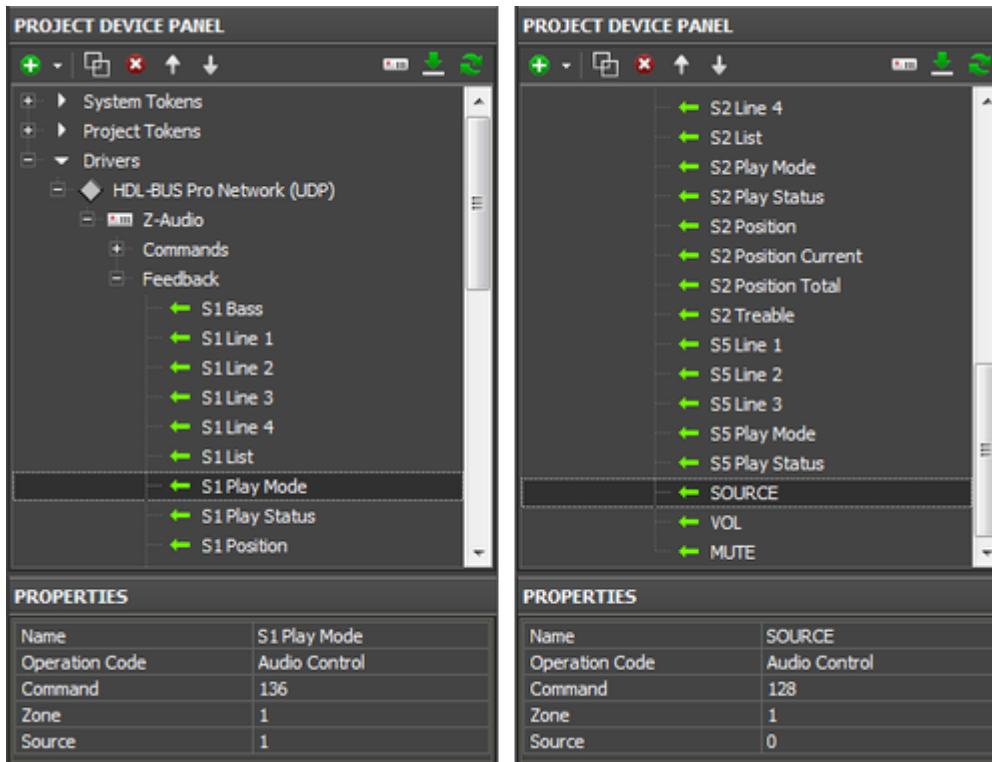 PROJECT DEVICE PANEL
System Tokens
Project Tokens
Drivers
HDL-BUS Pro Network (UDP)
Z-Audio
Commands
Feedback
S1 Bass
S1 Line 1
S1 Line 2
S1 Line 3
S1 Line 4
S1 List
S1 Play Mode
S1 Play Status
S1 Position
PROPERTIES
Name S1 Play Mode
Operation Code Audio Control
Command 136
Zone 1
Source 1
PROJECT DEVICE PANEL
S2 Line 4
S2 List
S2 Play Mode
S2 Play Status
S2 Position
S2 Position Current
S2 Position Total
S2 Treable
S5 Line 1
S5 Line 2
S5 Line 3
S5 Play Mode
S5 Play Status
SOURCE
VOL
MUTE
PROPERTIES
Name SOURCE
Operation Code Audio Control
Command 128
Zone 1
Source 0